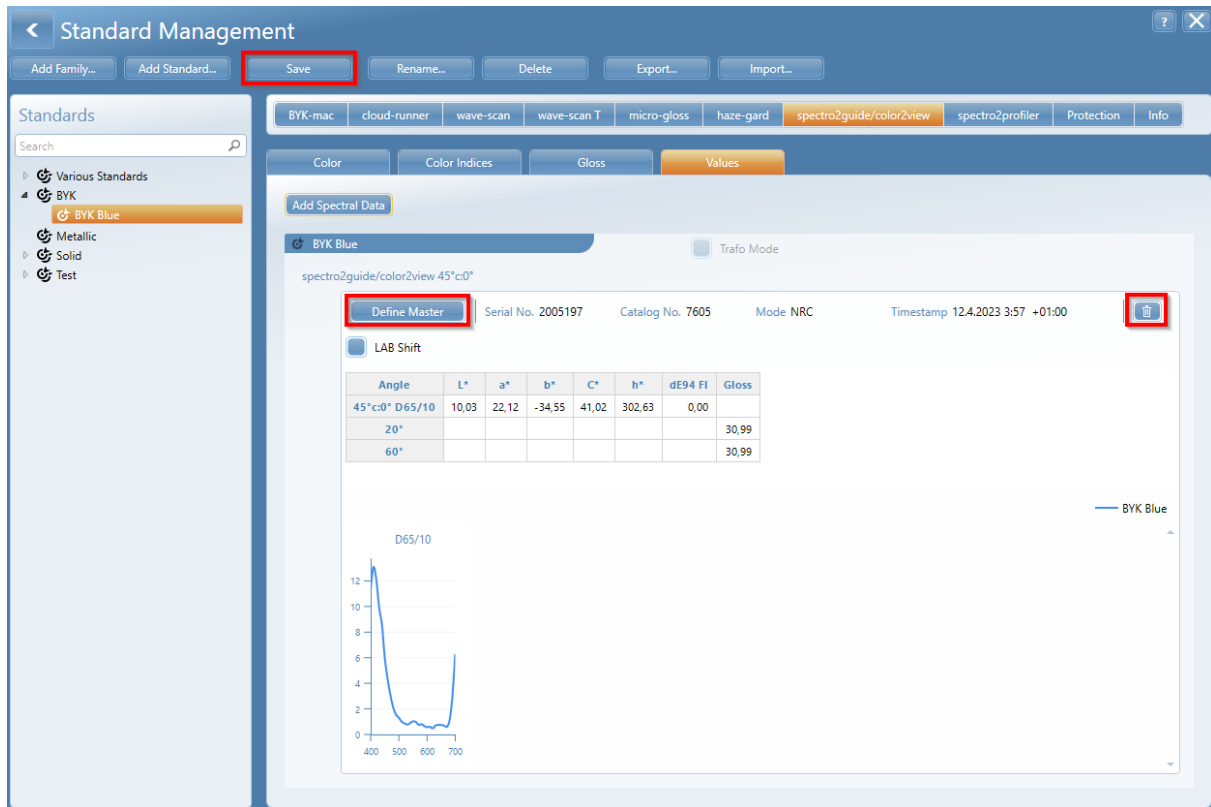 Standard Management
?
Add Family... Add Standard... Save Rename... Delete Export... Import...
Standards
Search
Various Standards
BYK
BYK Blue
Metallic
Solid
Test
BYK-mac cloud-runner wave-scan wave-scan T micro-gloss haze-gard spectro2guide/color2view spectro2profiler Protection Info
Color Color Indices Gloss Values
Add Spectral Data
BYK Blue Trafo Mode
spectro2guide/color2view 45°c:0°
Define Master Serial No. 2005197 Catalog No. 7605 Mode NRC Timestamp 12.4.2023 3:57 +01:00
LAB Shift
Angle L* a* b* C* h* dE94 Fl Gloss
45°c:0° D65/10 10,03 22,12 -34,55 41,02 302,63 0,00
20° 30,99
60° 30,99
BYK Blue
D65/10
12
10
8
6
4
2
0
400 500 600 700